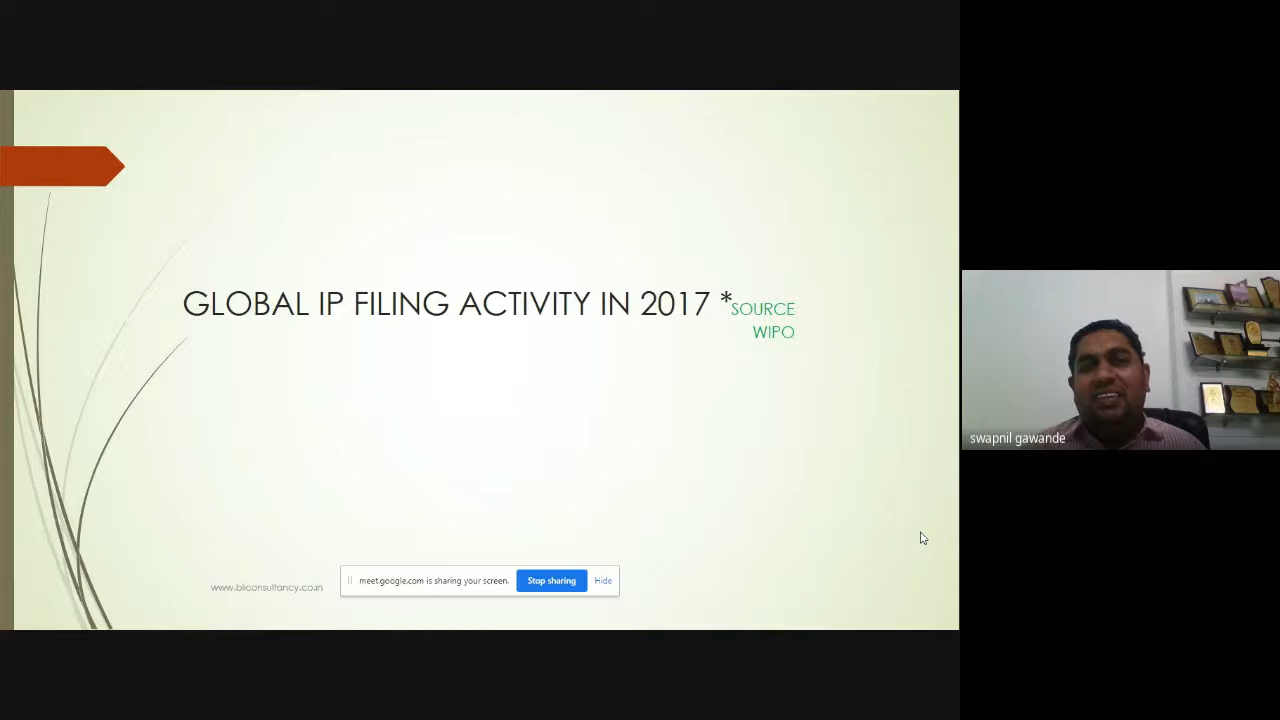 GLOBAL IP FILING ACTIVITY IN 2017 *SOURCE
WIPO
swapnil gawande
meet.google.com is sharing your screen.
Stop sharing
Hide
www.bliconsultancy.co.in